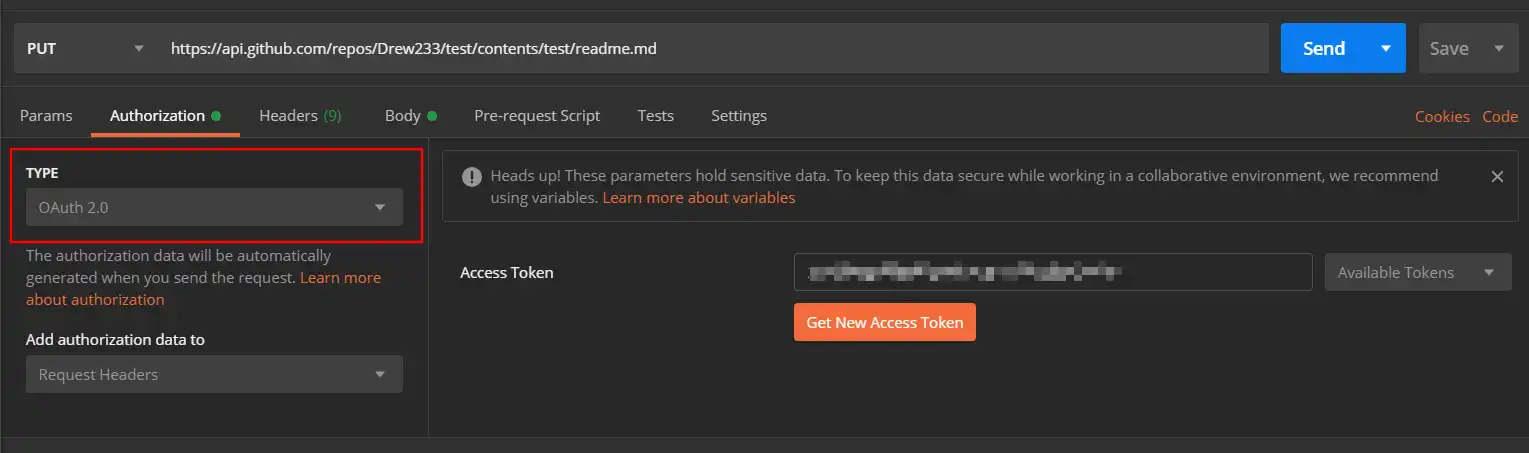 PUT https://api.github.com/repos/Drew233/test/contents/test/readme.md Send Save
Params Authorization Headers (9) Body Pre-request Script Tests Settings Cookies Code
TYPE
OAuth 2.0
The authorization data will be automatically
generated when you send the request. Learn more
about authorization
Add authorization data to
Request Headers
Heads up! These parameters hold sensitive data. To keep this data secure while working in a collaborative environment, we recommend
using variables. Learn more about variables
Access Token Available Tokens
Get New Access Token